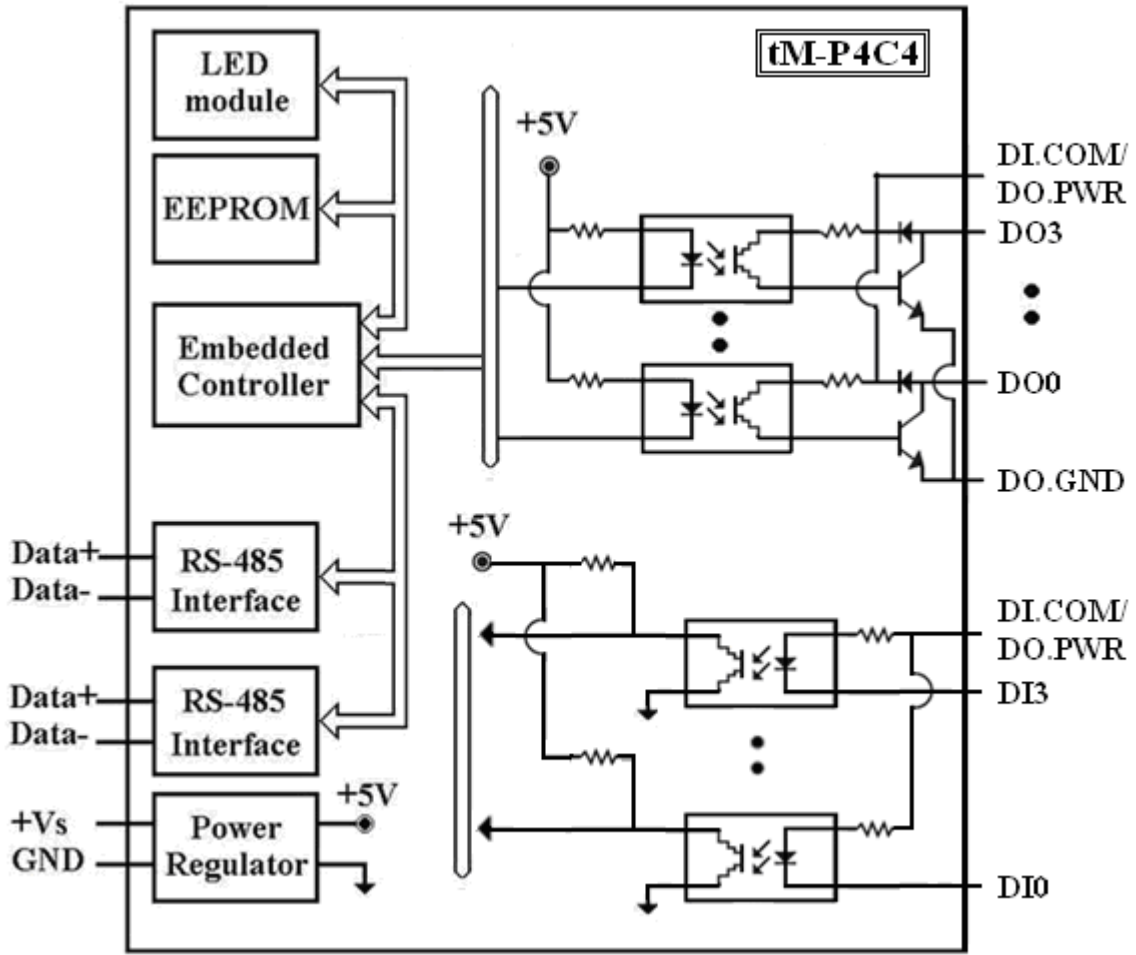 tM-P4C4
LED
module
EEPROM
Embedded
Controller
RS-485
Interface
RS-485
Interface
Power
Regulator
Data+
Data-
Data+
Data-
+Vs
GND
+5V
+5V
+5V
DI.COM/
DO.PWR
DO3
DO0
DO.GND
DI.COM/
DO.PWR
DI3
DI0